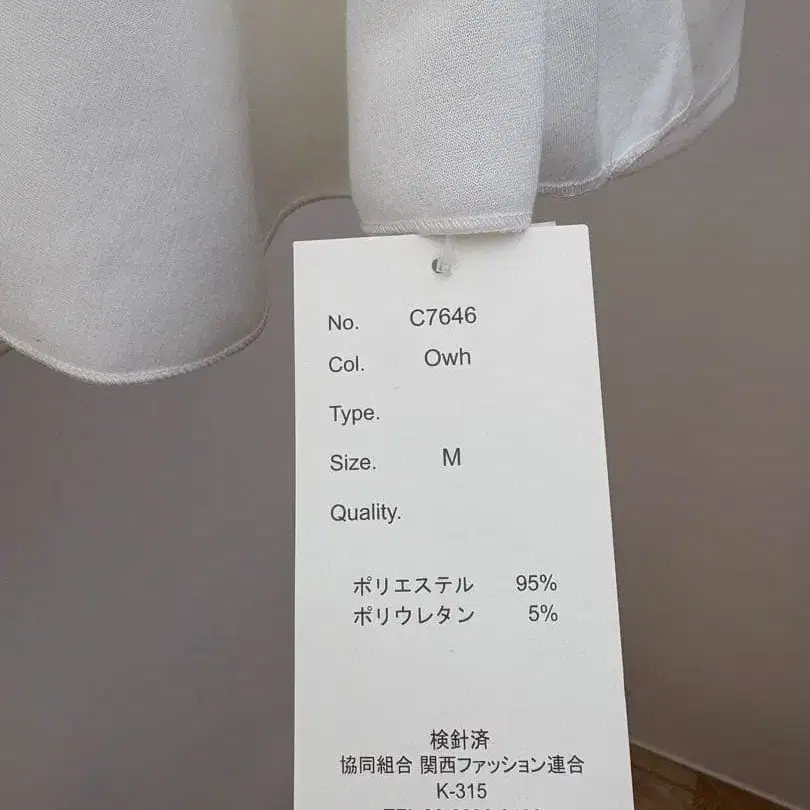 No. C7646
Col. Owh
Type.
Size. M
Quality.
ポリエステル 95%
ポリウレタン 5%
検針済
協同組合 関西ファッション連合
K-315